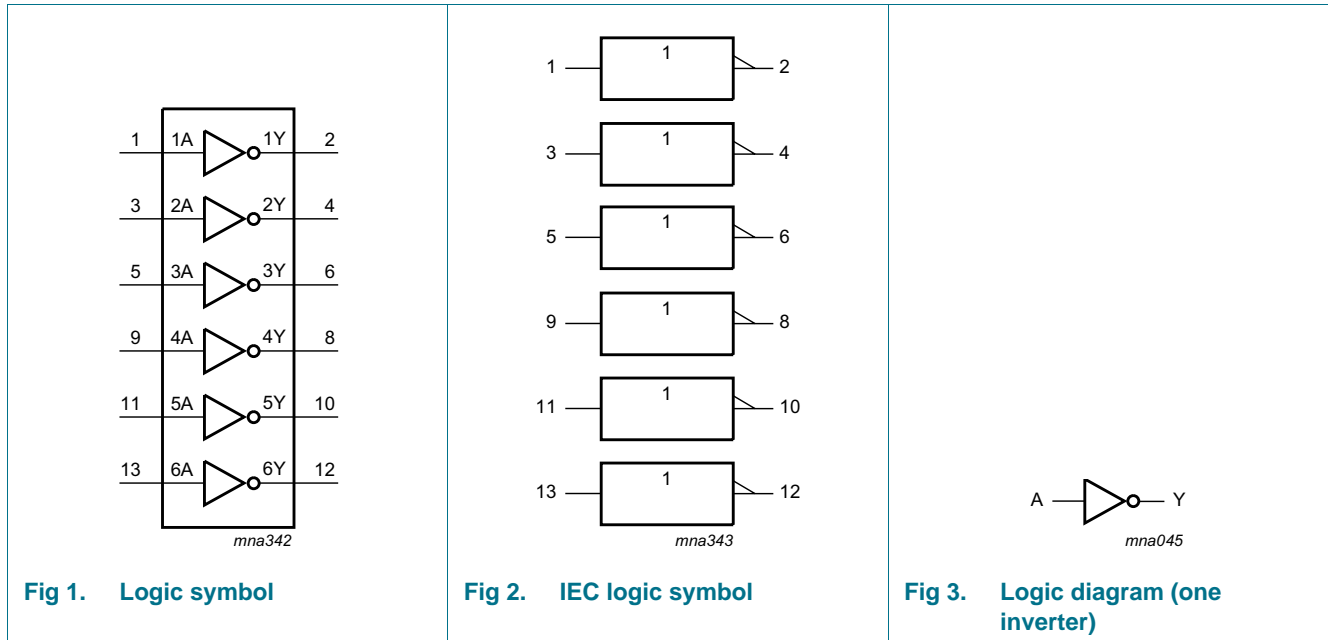 1 1A 1Y 2
3 2A 2Y 4
5 3A 3Y 6
9 4A 4Y 8
11 5A 5Y 10
13 6A 6Y 12
mna342
Fig 1. Logic symbol
1 1 2
3 1 4
5 1 6
9 1 8
11 1 10
13 1 12
mna343
Fig 2. IEC logic symbol
A Y
mna045
Fig 3. Logic diagram (one
inverter)